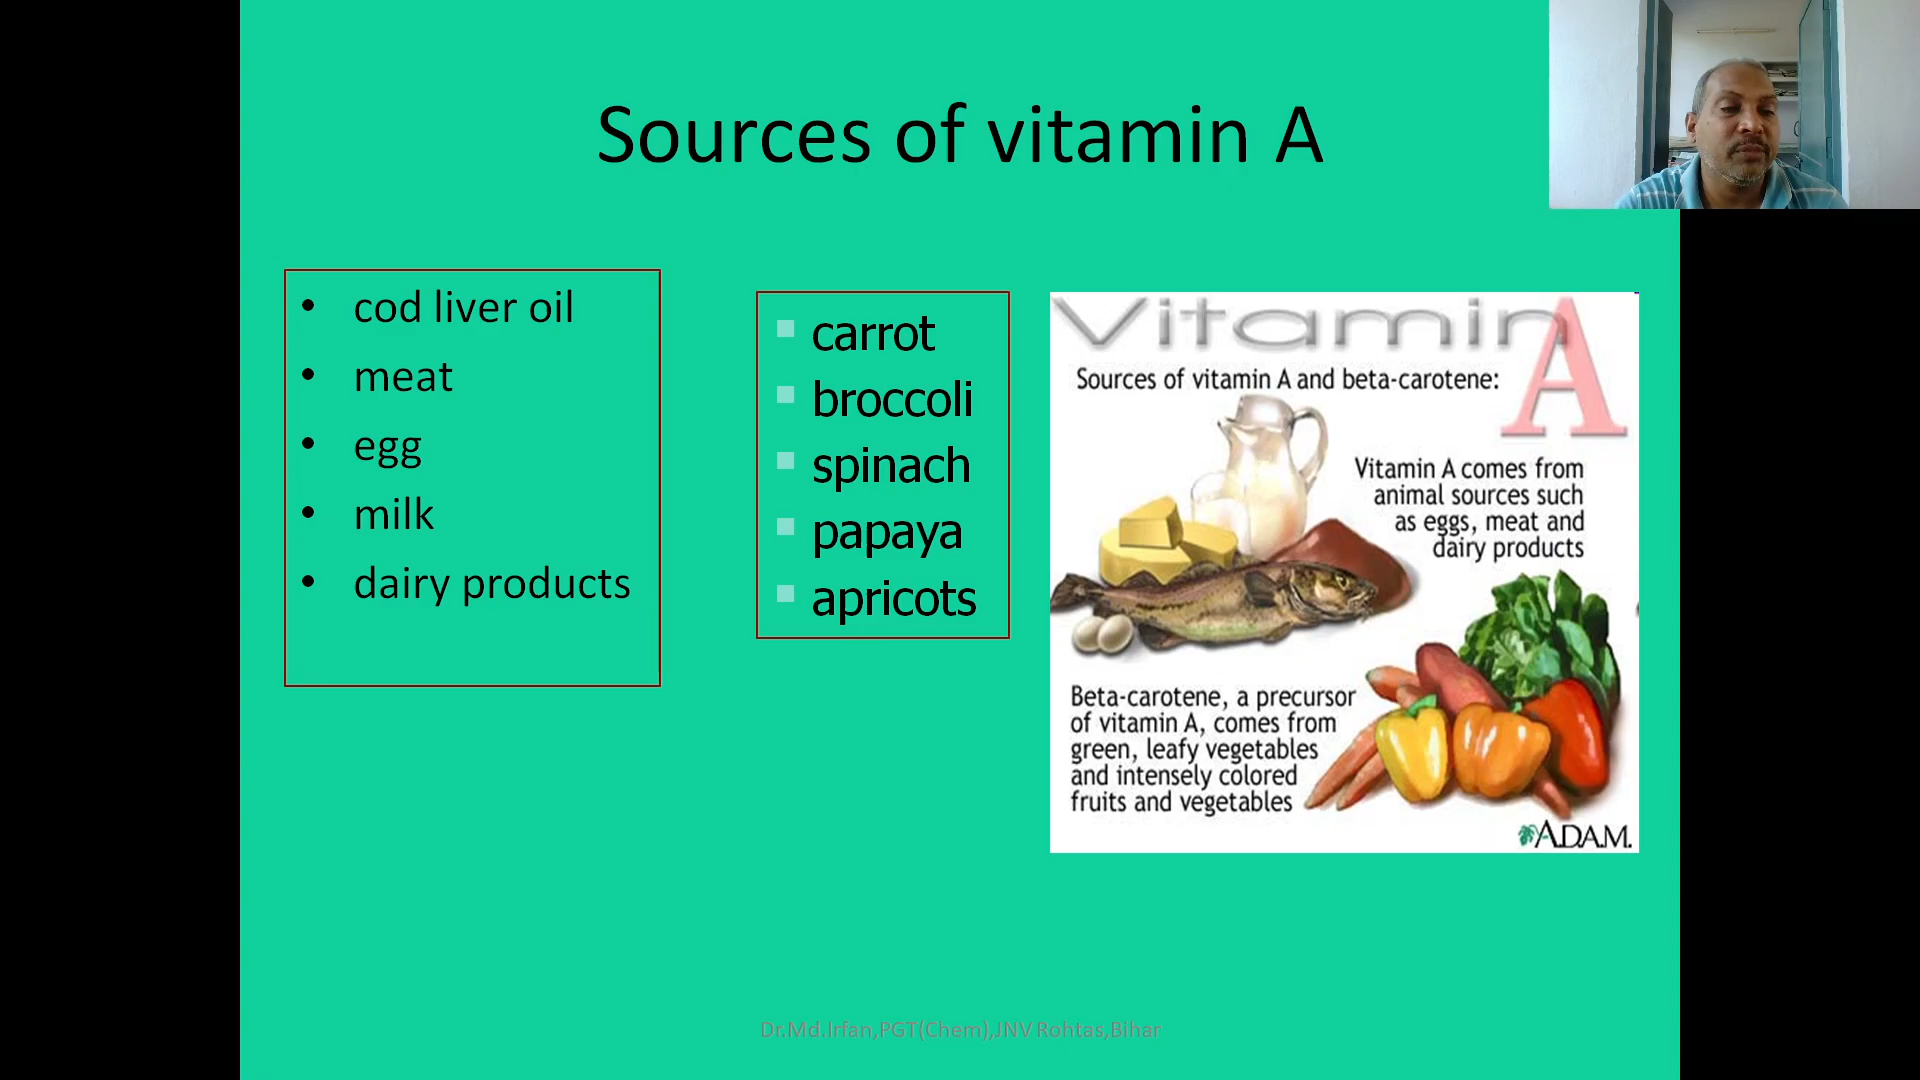 Sources of vitamin A
• cod liver oil
• meat
• egg
• milk
• dairy products
▪ carrot
▪ broccoli
▪ spinach
▪ papaya
▪ apricots
Vitamin A
Sources of vitamin A and beta-carotene:
Vitamin A comes from
animal sources such
as eggs, meat and
dairy products
Beta-carotene, a precursor
of vitamin A, comes from
green, leafy vegetables
and intensely colored
fruits and vegetables
A.D.A.M.
Dr.Md.Irfan,PGT(Chem),JNV Rohtas,Bihar